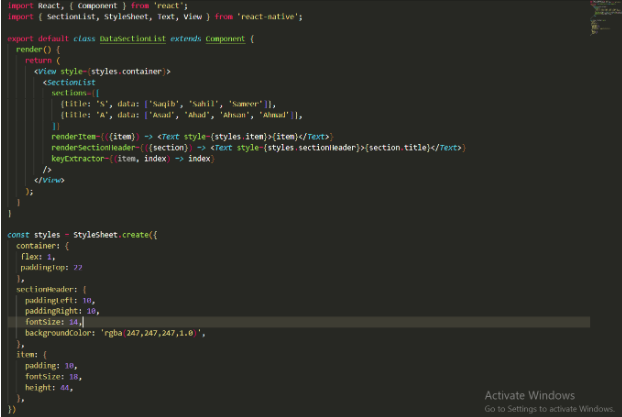 import React, { Component } from 'react';
import { SectionList, StyleSheet, Text, View } from 'react-native';

export default class DataSectionList extends Component {
  render() {
    return (
      <View style={styles.container}>
        <SectionList
          sections={[
            {title: 'S', data: ['Saqib', 'Sahil', 'Sameer']},
            {title: 'A', data: ['Asad', 'Ahad', 'Ahsan', 'Ahmad']},
          ]}
          renderItem={({item}) => <Text style={styles.item}>{item}</Text>}
          renderSectionHeader={({section}) => <Text style={styles.sectionHeader}>{section.title}</Text>}
          keyExtractor={(item, index) => index}
        />
      </View>
    );
  }
}

const styles = StyleSheet.create({
  container: {
   flex: 1,
   paddingTop: 22
  },
  sectionHeader: {
    paddingLeft: 10,
    paddingRight: 10,
    fontSize: 14,
    backgroundColor: 'rgba(247,247,247,1.0)',
  },
  item: {
    padding: 10,
    fontSize: 18,
    height: 44,
  },
})
Activate Windows
Go to Settings to activate Windows.